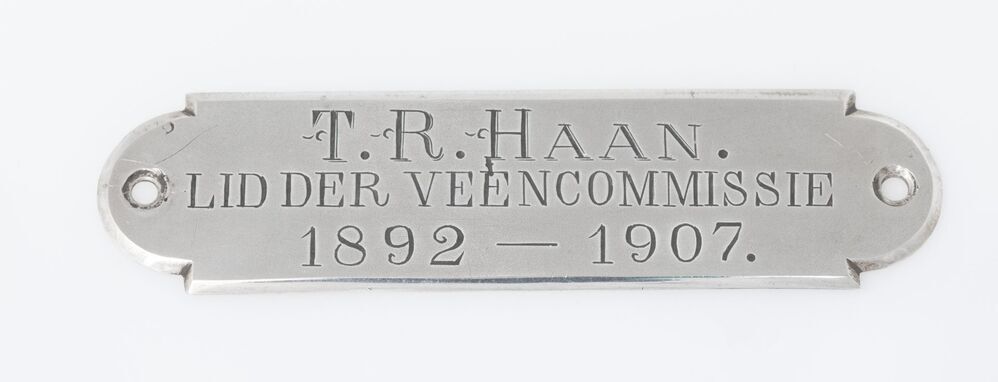 T. R. HAAN.
LID DER VEENCOMMISSIE
1892 — 1907.